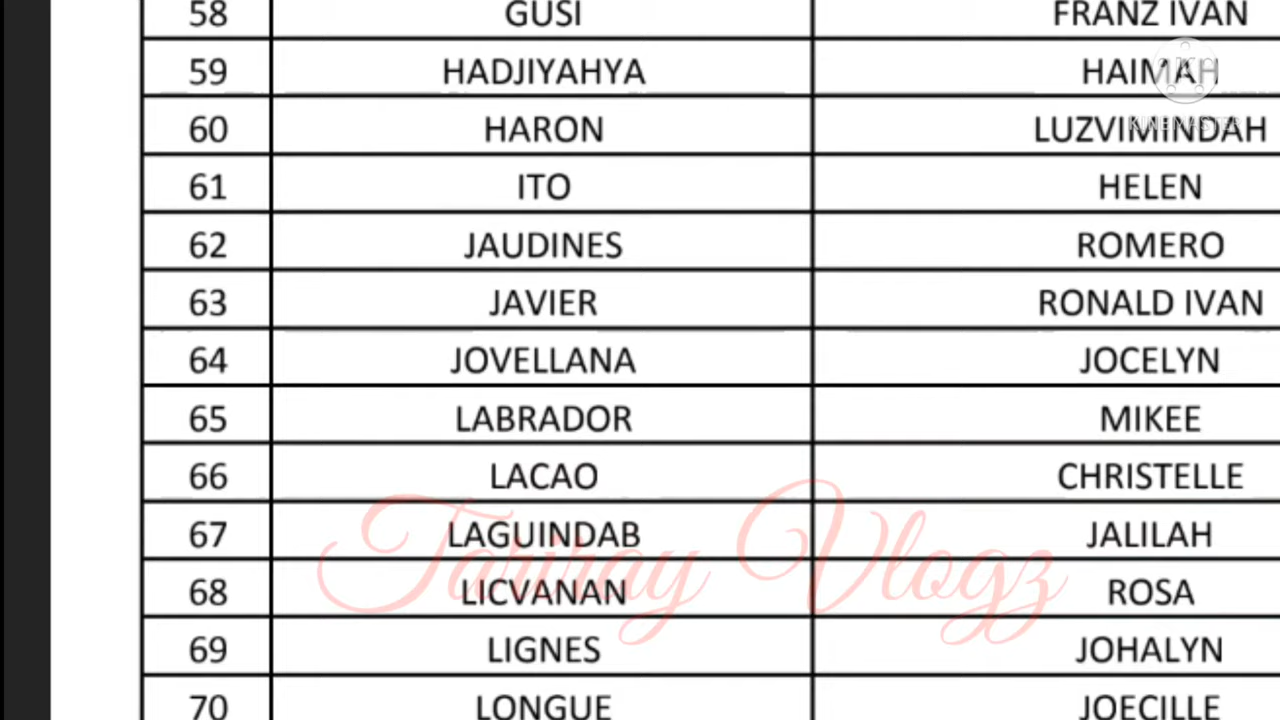 58 GUSI FRANZ IVAN
59 HADJIYAHYA HAIMAH
60 HARON LUZVIMINDAH
61 ITO HELEN
62 JAUDINES ROMERO
63 JAVIER RONALD IVAN
64 JOVELLANA JOCELYN
65 LABRADOR MIKEE
66 LACAO CHRISTELLE
67 LAGUINDAB JALILAH
68 LICVANAN ROSA
69 LIGNES JOHALYN
70 LONGUE JOECILLE
KINEMASTER
Vlogz